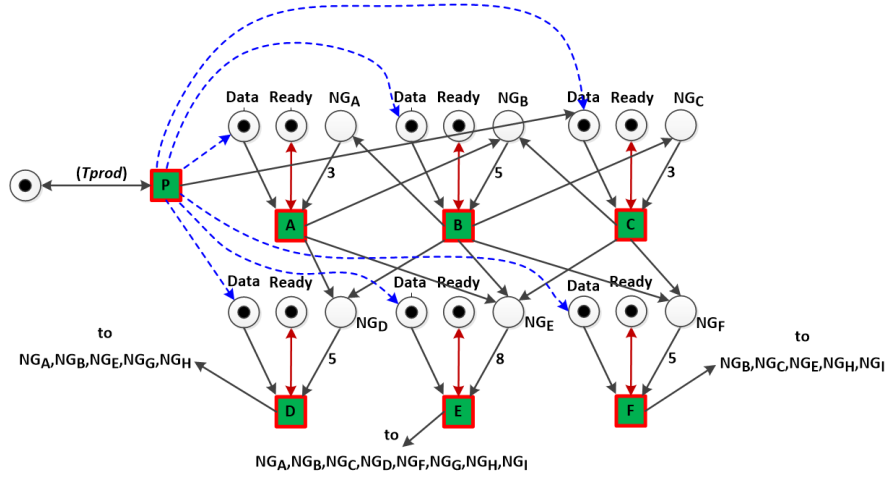 Data Ready NGA Data Ready NGB Data Ready NGC
(Tprod)
P
3 5 3
A B C
Data Ready Data Ready Data Ready
NGD NGE NGF
to to
5 8 5
NGA,NGB,NGE,NGG,NGH NGB,NGC,NGE,NGH,NGI
D E F
to
NGA,NGB,NGC,NGD,NGF,NGG,NGH,NGI